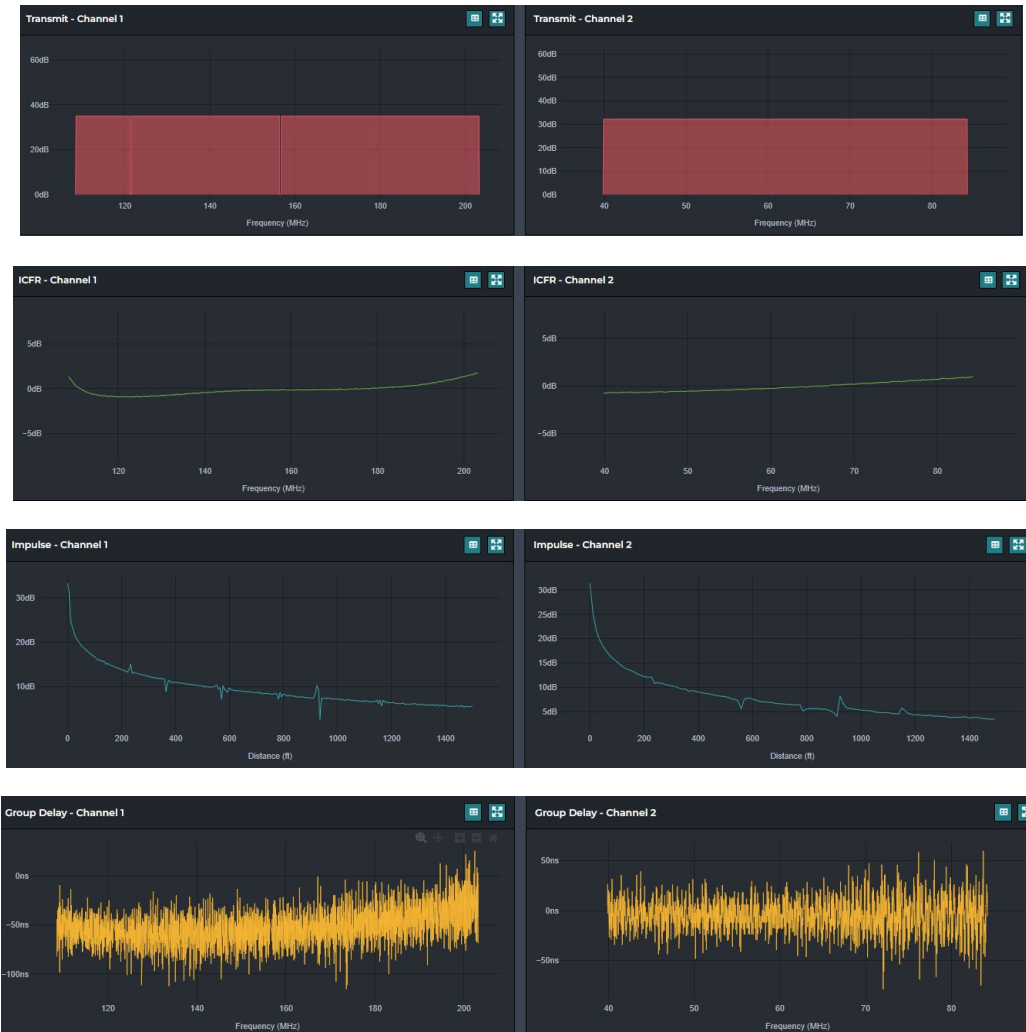 Transmit - Channel 1
60dB
40dB
20dB
0dB
120 140 160 180 200
Frequency (MHz)
Transmit - Channel 2
60dB
50dB
40dB
30dB
20dB
10dB
0dB
40 50 60 70 80
Frequency (MHz)
ICFR - Channel 1
5dB
0dB
−5dB
120 140 160 180 200
Frequency (MHz)
ICFR - Channel 2
5dB
0dB
−5dB
40 50 60 70 80
Frequency (MHz)
Impulse - Channel 1
30dB
20dB
10dB
0 200 400 600 800 1000 1200 1400
Distance (ft)
Impulse - Channel 2
30dB
25dB
20dB
15dB
10dB
5dB
0 200 400 600 800 1000 1200 1400
Distance (ft)
Group Delay - Channel 1
0ns
−50ns
−100ns
120 140 160 180 200
Frequency (MHz)
Group Delay - Channel 2
50ns
0ns
−50ns
40 50 60 70 80
Frequency (MHz)